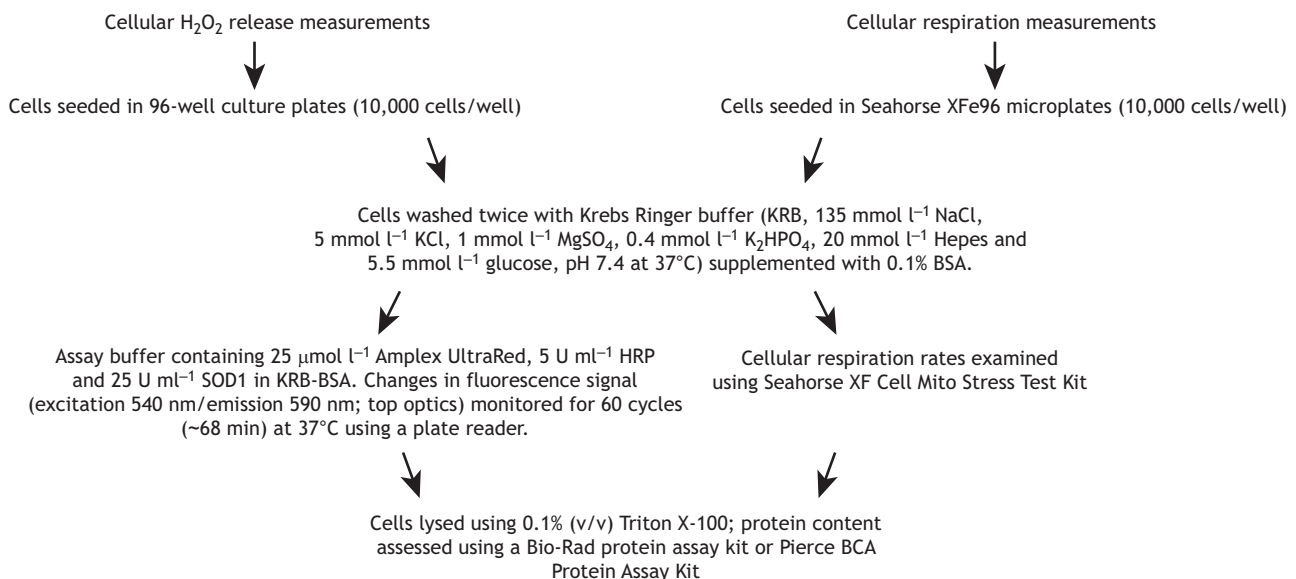 Cellular H₂O₂ release measurements
Cellular respiration measurements
Cells seeded in 96-well culture plates (10,000 cells/well)
Cells seeded in Seahorse XFe96 microplates (10,000 cells/well)
Cells washed twice with Krebs Ringer buffer (KRB, 135 mmol l⁻¹ NaCl,
5 mmol l⁻¹ KCl, 1 mmol l⁻¹ MgSO₄, 0.4 mmol l⁻¹ K₂HPO₄, 20 mmol l⁻¹ Hepes and
5.5 mmol l⁻¹ glucose, pH 7.4 at 37°C) supplemented with 0.1% BSA.
Assay buffer containing 25 μmol l⁻¹ Amplex UltraRed, 5 U ml⁻¹ HRP
and 25 U ml⁻¹ SOD1 in KRB-BSA. Changes in fluorescence signal
(excitation 540 nm/emission 590 nm; top optics) monitored for 60 cycles
(~68 min) at 37°C using a plate reader.
Cellular respiration rates examined
using Seahorse XF Cell Mito Stress Test Kit
Cells lysed using 0.1% (v/v) Triton X-100; protein content
assessed using a Bio-Rad protein assay kit or Pierce BCA
Protein Assay Kit